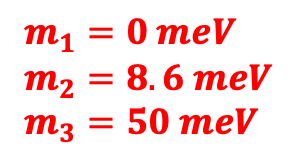 m₁ = 0 meV
m₂ = 8.6 meV
m₃ = 50 meV